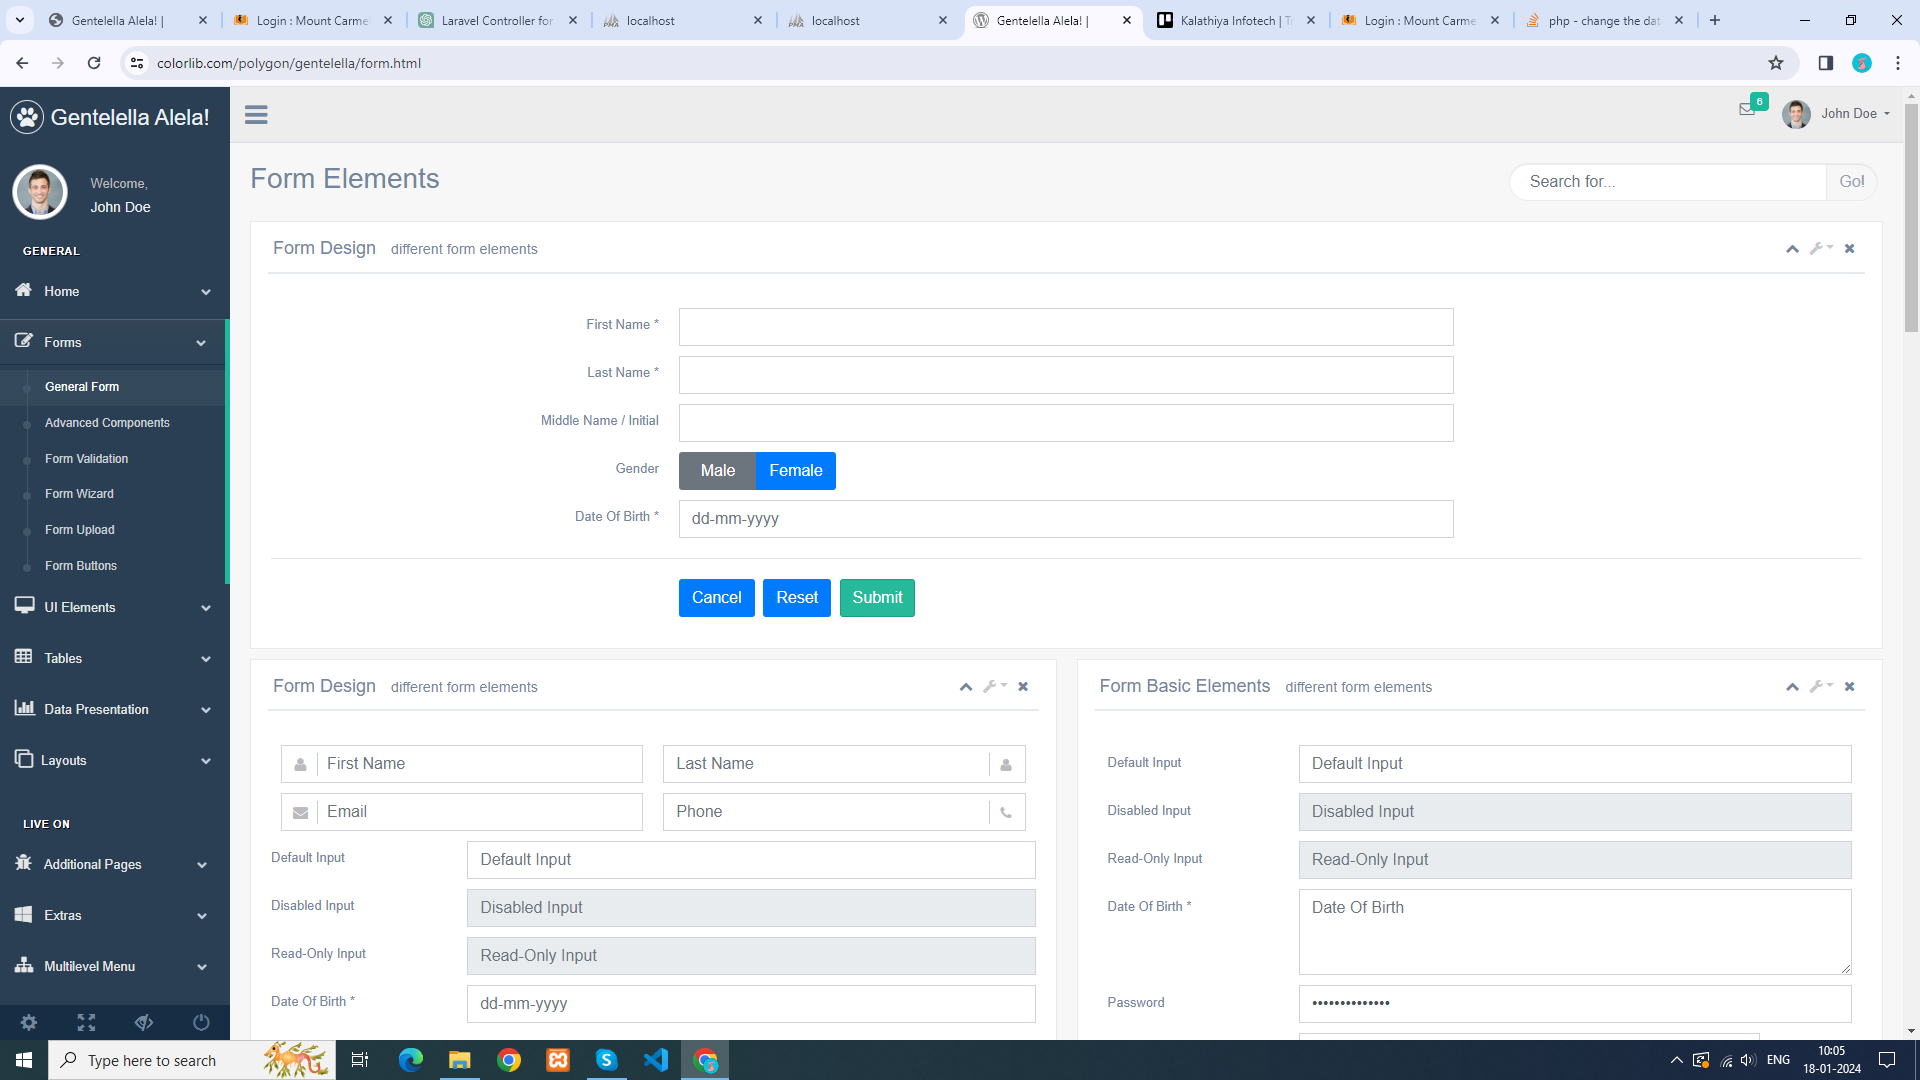 Gentelella Alela! |
Login : Mount Carme
Laravel Controller for
localhost
localhost
Gentelella Alela! |
Kalathiya Infotech | T
Login : Mount Carme
php - change the dat
colorlib.com/polygon/gentelella/form.html
Gentelella Alela!
6
John Doe
Welcome,
John Doe
Form Elements
Search for...
Go!
GENERAL
Home
Forms
General Form
Advanced Components
Form Validation
Form Wizard
Form Upload
Form Buttons
UI Elements
Tables
Data Presentation
Layouts
LIVE ON
Additional Pages
Extras
Multilevel Menu
Form Design different form elements
First Name *
Last Name *
Middle Name / Initial
Gender Male Female
Date Of Birth * dd-mm-yyyy
Cancel Reset Submit
Form Design different form elements
First Name Last Name
Email Phone
Default Input Default Input
Disabled Input Disabled Input
Read-Only Input Read-Only Input
Date Of Birth * dd-mm-yyyy
Form Basic Elements different form elements
Default Input Default Input
Disabled Input Disabled Input
Read-Only Input Read-Only Input
Date Of Birth * Date Of Birth
Password ••••••••••••••
Type here to search
ENG
10:05
18-01-2024